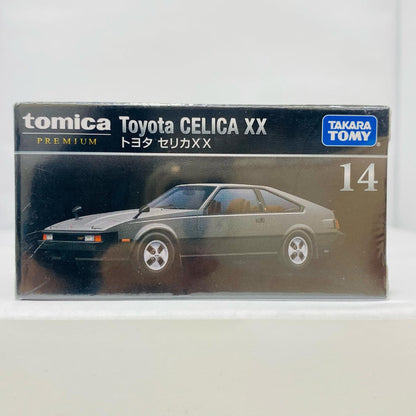 tomica Toyota CELICA XX
PREMIUM トヨタ セリカXX
TAKARA
TOMY
14